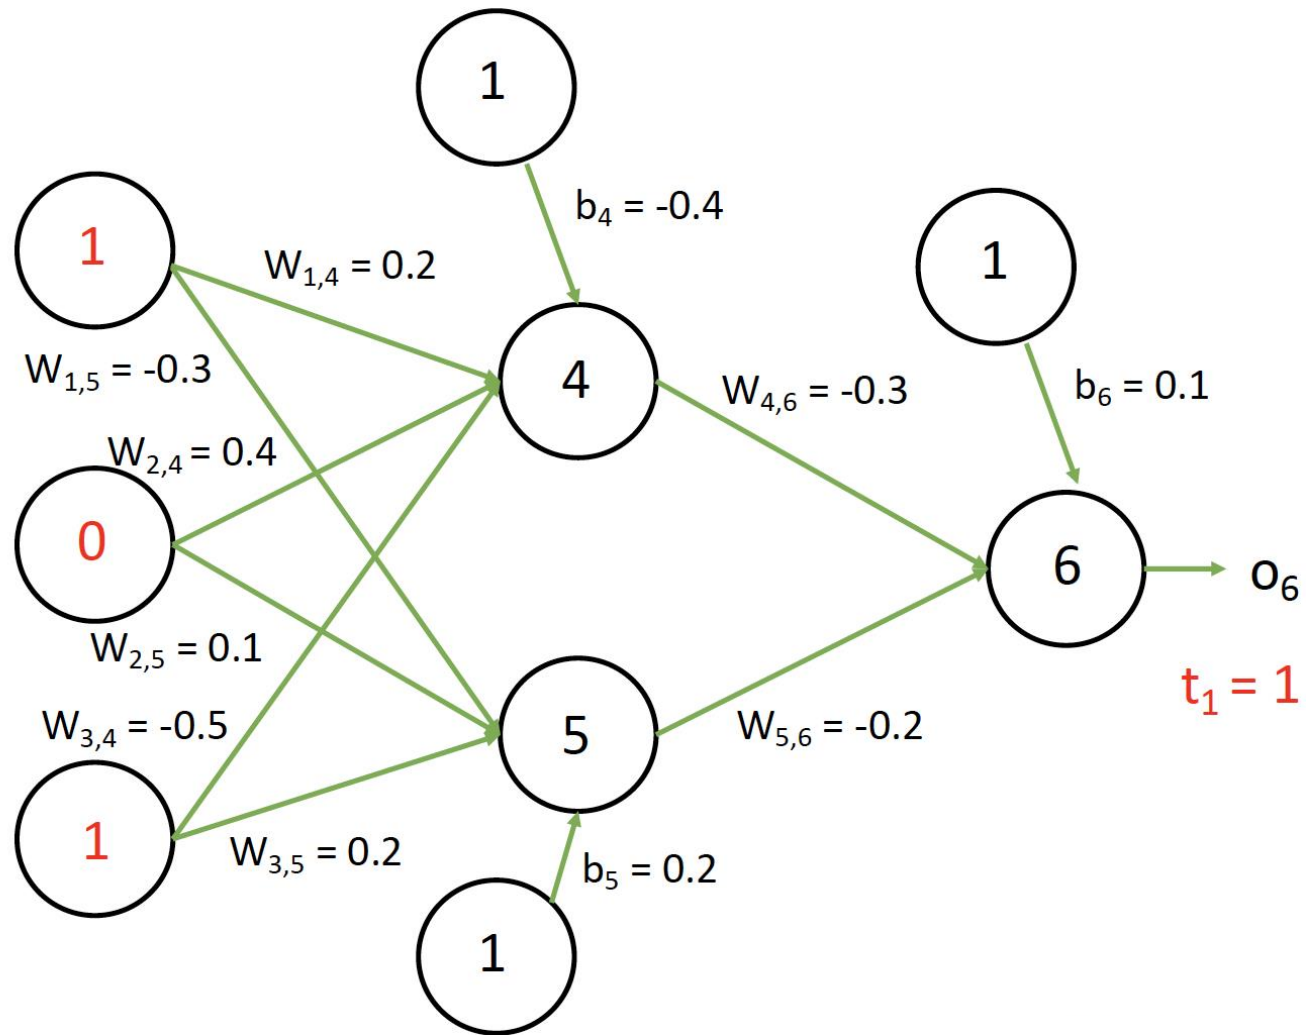 1
b₄ = -0.4
1
W₁,₄ = 0.2
1
W₁,₅ = -0.3
4
W₄,₆ = -0.3
b₆ = 0.1
W₂,₄ = 0.4
0
6
o₆
W₂,₅ = 0.1
t₁ = 1
W₃,₄ = -0.5
5
W₅,₆ = -0.2
1
W₃,₅ = 0.2
b₅ = 0.2
1